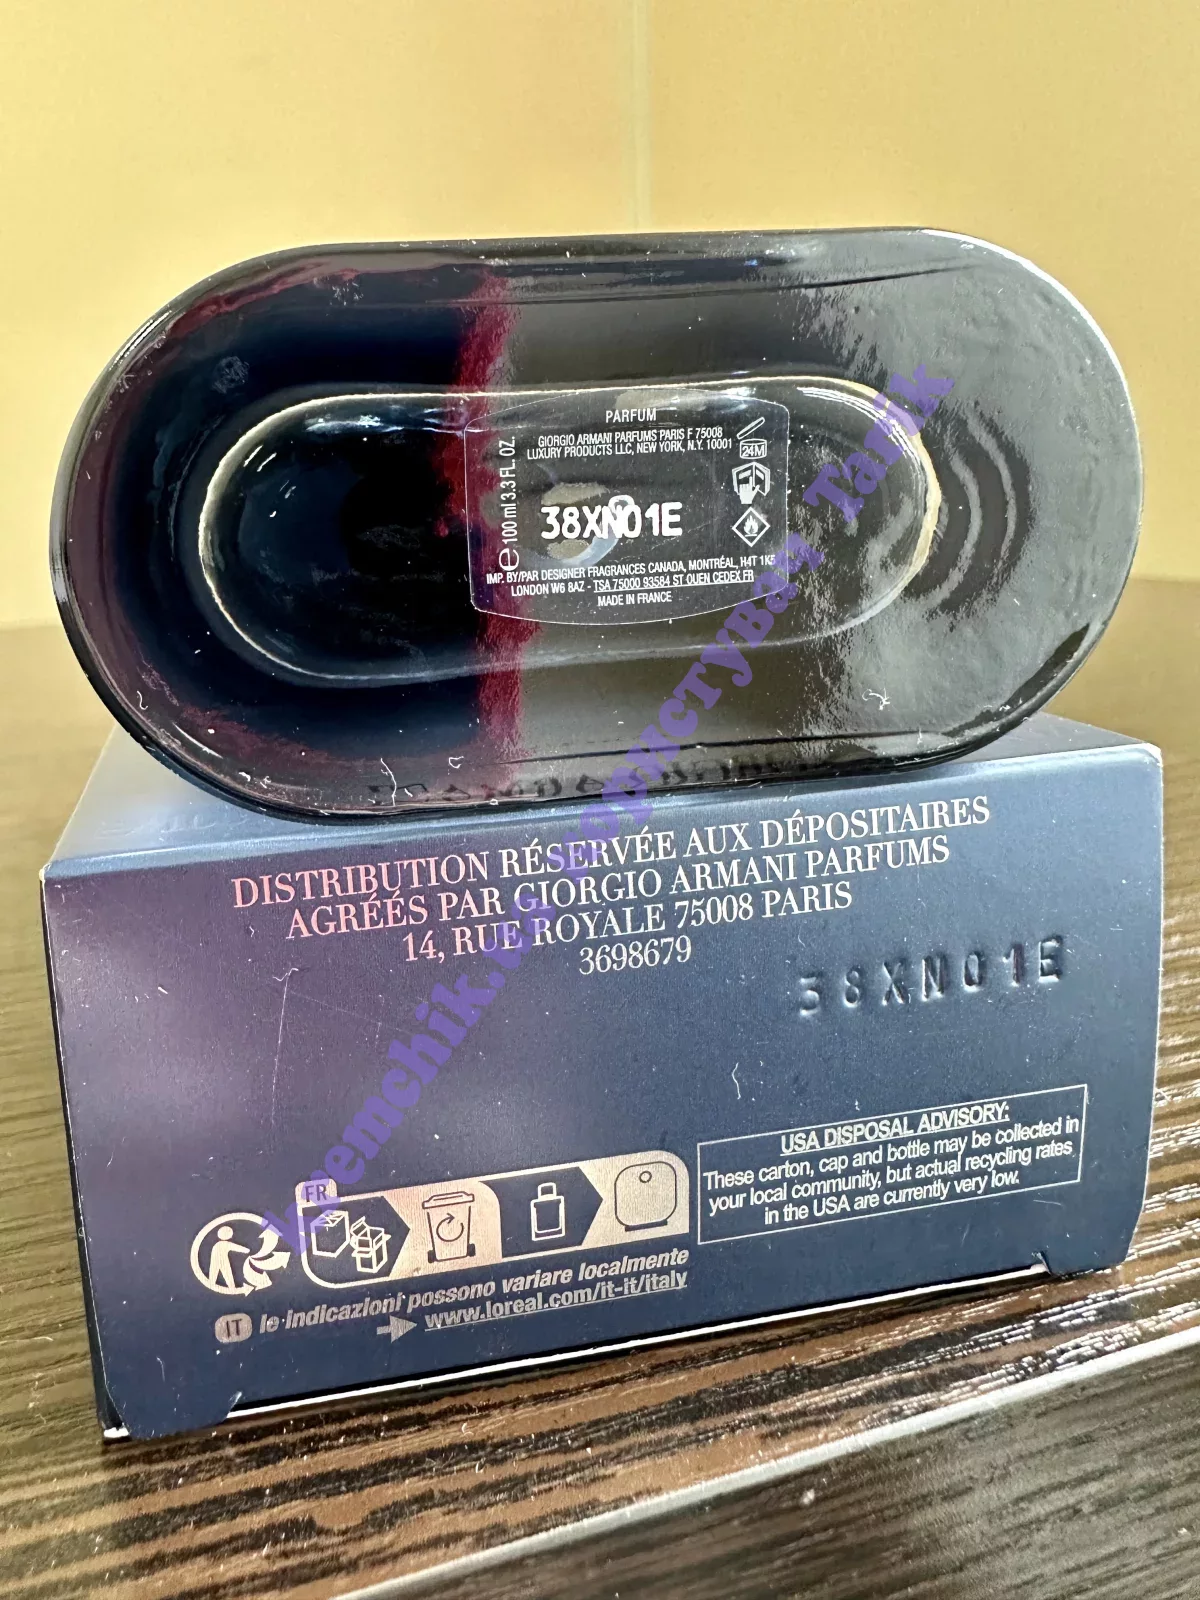 PARFUM
GIORGIO ARMANI PARFUMS PARIS F 75008
LUXURY PRODUCTS LLC, NEW YORK, N.Y. 10001
24M
e 100 ml 3.3 FL. OZ.
38XN01E
IMP. BY/PAR DESIGNER FRAGRANCES CANADA, MONTRÉAL, H4T 1K5
LONDON W6 8AZ - TSA 75000 93584 ST OUEN CEDEX FR
MADE IN FRANCE
DISTRIBUTION RÉSERVÉE AUX DÉPOSITAIRES
AGRÉÉS PAR GIORGIO ARMANI PARFUMS
14, RUE ROYALE 75008 PARIS
3698679
38XN01E
USA DISPOSAL ADVISORY:
These carton, cap and bottle may be collected in
your local community, but actual recycling rates
in the USA are currently very low.
FR
IT le indicazioni possono variare localmente
www.loreal.com/it-it/italy
користувач Танік